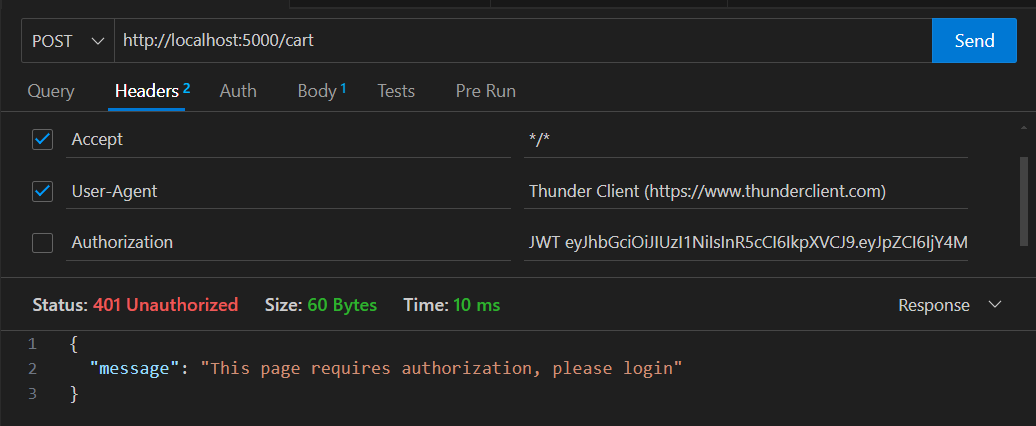 POST http://localhost:5000/cart Send
Query Headers 2 Auth Body 1 Tests Pre Run
Accept */*
User-Agent Thunder Client (https://www.thunderclient.com)
Authorization JWT eyJhbGciOiJIUzI1NiIsInR5cCI6IkpXVCJ9.eyJpZCI6IjY4M
Status: 401 Unauthorized Size: 60 Bytes Time: 10 ms Response
1 {
2 "message": "This page requires authorization, please login"
3 }